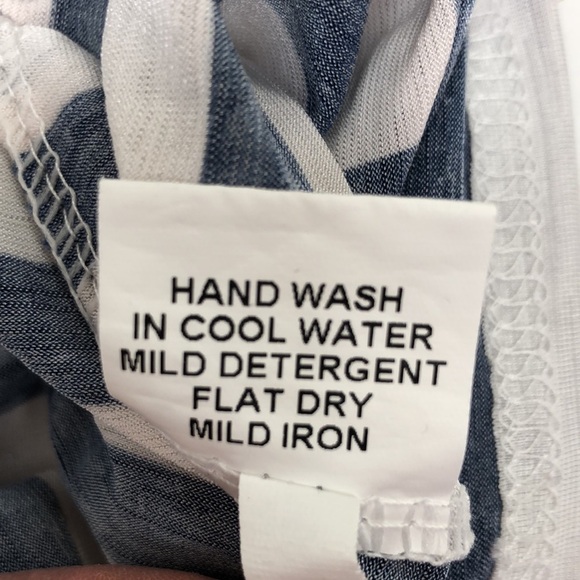 HAND WASH
IN COOL WATER
MILD DETERGENT
FLAT DRY
MILD IRON